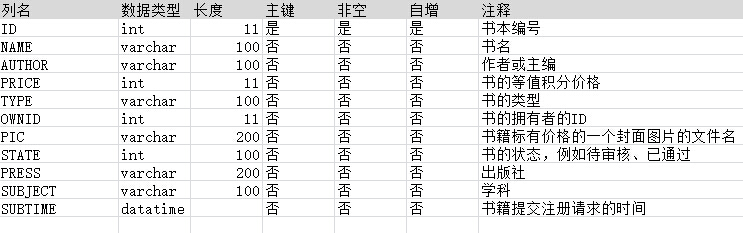 列名 数据类型 长度 主键 非空 自增 注释
ID int 11 是 是 是 书本编号
NAME varchar 100 否 否 否 书名
AUTHOR varchar 100 否 否 否 作者或主编
PRICE int 11 否 否 否 书的等值积分价格
TYPE varchar 100 否 否 否 书的类型
OWNID int 11 否 否 否 书的拥有者的ID
PIC varchar 200 否 否 否 书籍标有价格的一个封面图片的文件名
STATE int 100 否 否 否 书的状态，例如待审核、已通过
PRESS varchar 200 否 否 否 出版社
SUBJECT varchar 100 否 否 否 学科
SUBTIME datatime 否 否 否 书籍提交注册请求的时间